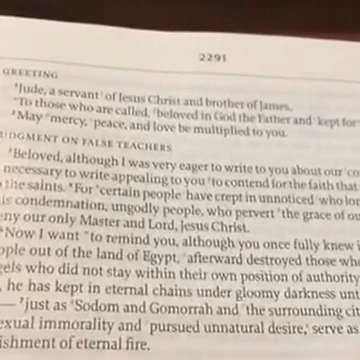 2291
GREETING
¹Jude, a servant of Jesus Christ and brother of James,
To those who are called, beloved in God the Father and kept for
²May mercy, peace, and love be multiplied to you.
UDGMENT ON FALSE TEACHERS
³Beloved, although I was very eager to write to you about our co
necessary to write appealing to you to contend for the faith that
the saints. ⁴For certain people have crept in unnoticed who lon
is condemnation, ungodly people, who pervert the grace of ou
eny our only Master and Lord, Jesus Christ.
Now I want to remind you, although you once fully knew i
ople out of the land of Egypt, afterward destroyed those who
gels who did not stay within their own position of authority
, he has kept in eternal chains under gloomy darkness unt
— ⁷just as Sodom and Gomorrah and the surrounding cit
exual immorality and pursued unnatural desire, serve as
ishment of eternal fire.